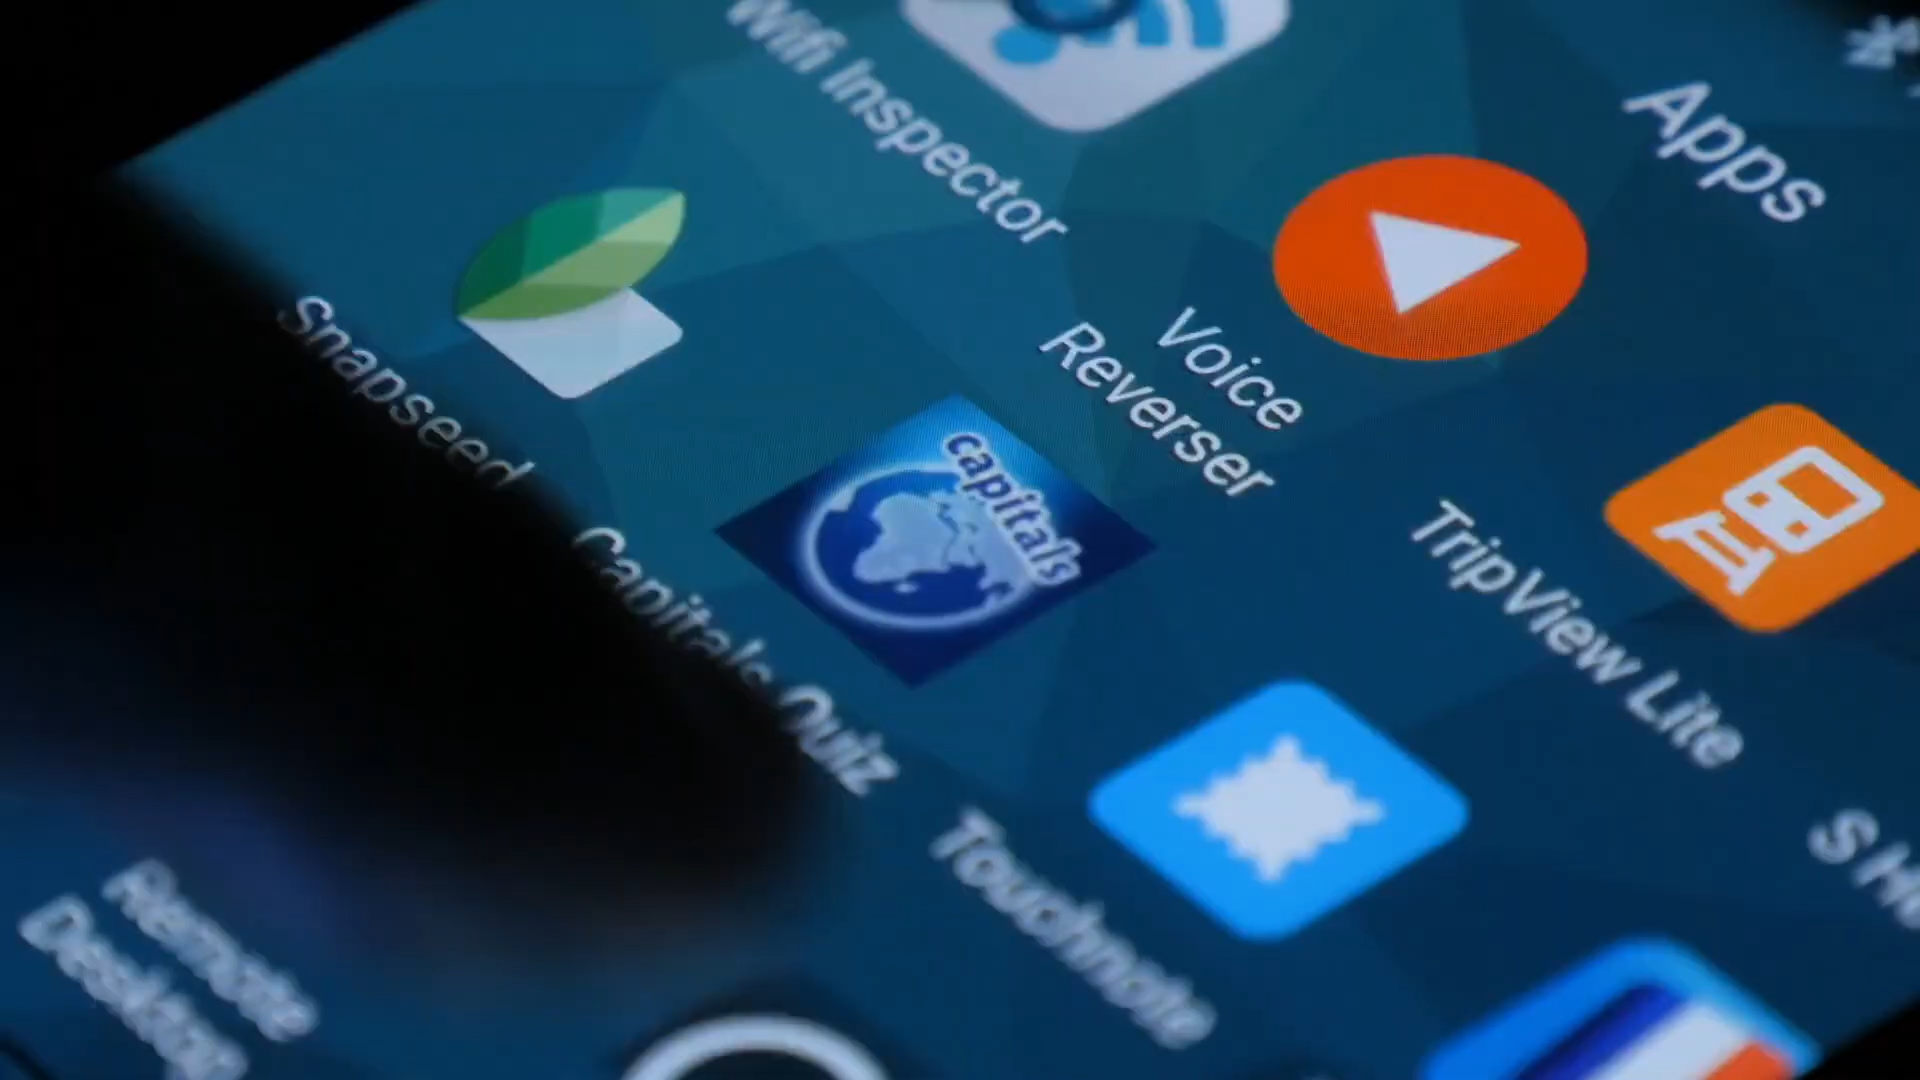 Apps
Wifi Inspector
Voice
Reverser
TripView Lite
Snapseed
capitals
Capitals Quiz
Touchnote
Remote
Desktop